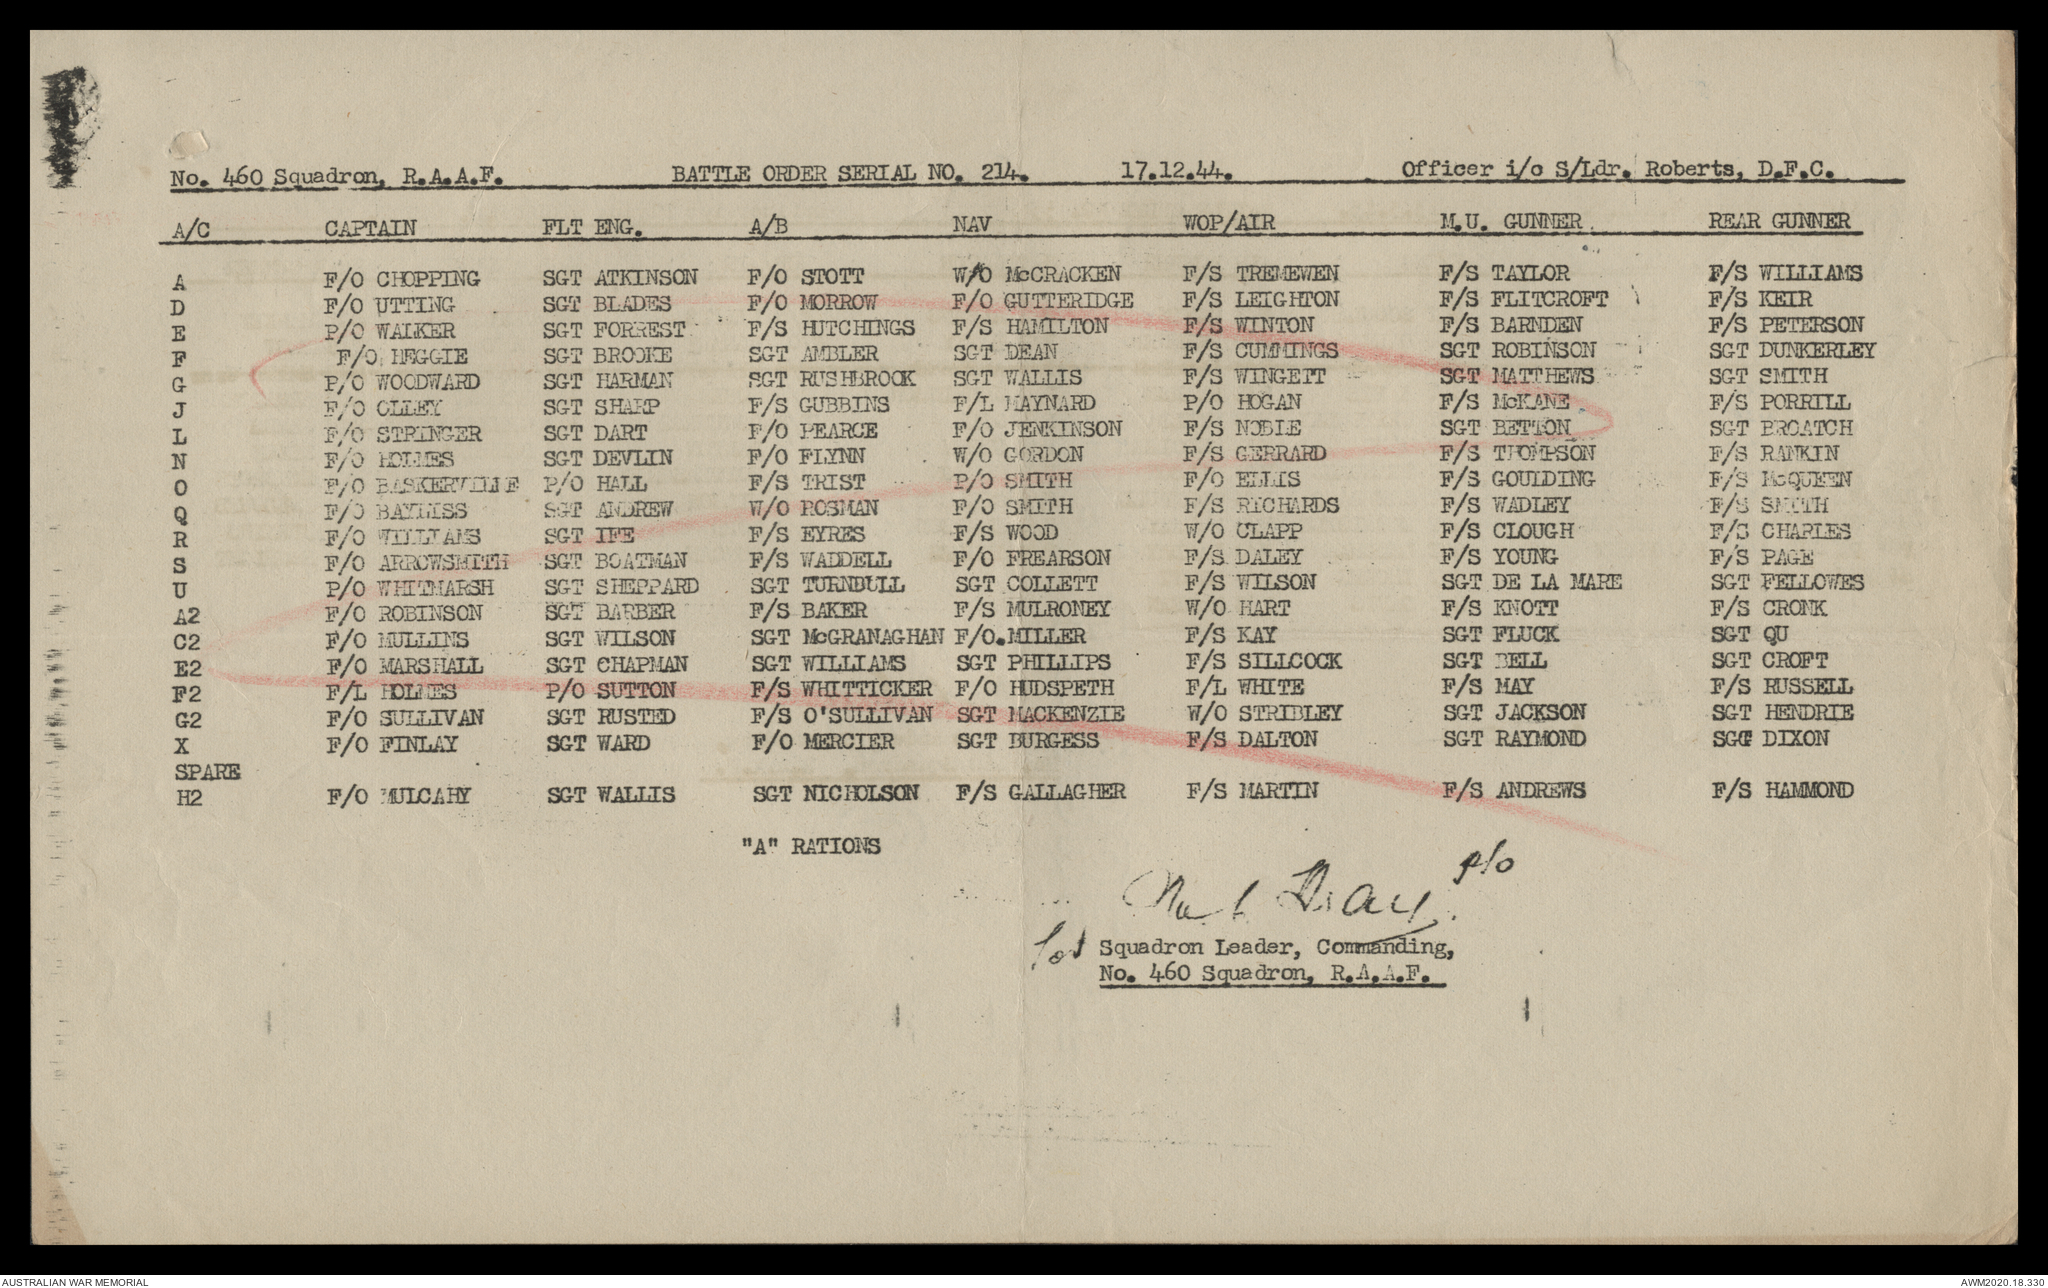 No. 460 Squadron, R.A.A.F. BATTLE ORDER SERIAL NO. 214. 17.12.44. Officer i/c S/Ldr. Roberts, D.F.C.
A/C CAPTAIN FLT ENG. A/B NAV WOP/AIR M.U. GUNNER REAR GUNNER
A F/O CHOPPING SGT ATKINSON F/O STOTT W/O McCRACKEN F/S TREMEWEN F/S TAYLOR F/S WILLIAMS
D F/O UTTING SGT BLADES F/O MORROW F/O GUTTERIDGE F/S LEIGHTON F/S FLITCROFT F/S KEIR
E P/O WALKER SGT FORREST F/S HUTCHINGS F/S HAMILTON F/S WINTON F/S BARNDEN F/S PETERSON
F F/O HEGGIE SGT BROOKE SGT AMBLER SGT DEAN F/S CUMMINGS SGT ROBINSON SGT DUNKERLEY
G P/O WOODWARD SGT HARMAN SGT RUSHBROOK SGT WALLIS F/S WINGETT SGT MATTHEWS SGT SMITH
J F/O OLLEY SGT SHARP F/S GUBBINS F/L MAYNARD P/O HOGAN F/S McKANE F/S PORRILL
L F/O STRINGER SGT DART F/O PEARCE F/O JENKINSON F/S NOBLE SGT BETTON SGT BROATCH
N F/O HOLMES SGT DEVLIN F/O FLYNN W/O GORDON F/S GERRARD F/S THOMPSON F/S RANKIN
O F/O BASKERVILLE P/O HALL F/S TRIST P/O SMITH F/O ELLIS F/S GOULDING F/S McQUEEN
Q F/O BAYLISS SGT ANDREW W/O ROSMAN F/O SMITH F/S RICHARDS F/S WADLEY F/S SMITH
R F/O WILLIAMS SGT IFE F/S EYRES F/S WOOD W/O CLAPP F/S CLOUGH F/S CHARLES
S F/O ARROWSMITH SGT BOATMAN F/S WADDELL F/O FREARSON F/S DALEY F/S YOUNG F/S PAGE
U P/O WHITMARSH SGT SHEPPARD SGT TURNBULL SGT COLLETT F/S WILSON SGT DE LA MARE SGT FELLOWES
A2 F/O ROBINSON SGT BARBER F/S BAKER F/S MULRONEY W/O HART F/S KNOTT F/S CRONK
C2 F/O MULLINS SGT WILSON SGT McGRANAGHAN F/O. MILLER F/S KAY SGT FLUCK SGT QU
E2 F/O MARSHALL SGT CHAPMAN SGT WILLIAMS SGT PHILLIPS F/S SILLCOCK SGT BELL SGT CROFT
F2 F/L HOLMES P/O SUTTON F/S WHITTICKER F/O HUDSPETH F/L WHITE F/S MAY F/S RUSSELL
G2 F/O SULLIVAN SGT RUSTED F/S O'SULLIVAN SGT MACKENZIE W/O STRIBLEY SGT JACKSON SGT HENDRIE
X F/O FINLAY SGT WARD F/O MERCIER SGT BURGESS F/S DALTON SGT RAYMOND SGT DIXON
SPARE
H2 F/O MULCAHY SGT WALLIS SGT NICHOLSON F/S GALLAGHER F/S MARTIN F/S ANDREWS F/S HAMMOND
"A" RATIONS
for Squadron Leader, Commanding,
No. 460 Squadron, R.A.A.F.
AUSTRALIAN WAR MEMORIAL AWM2020.18.330